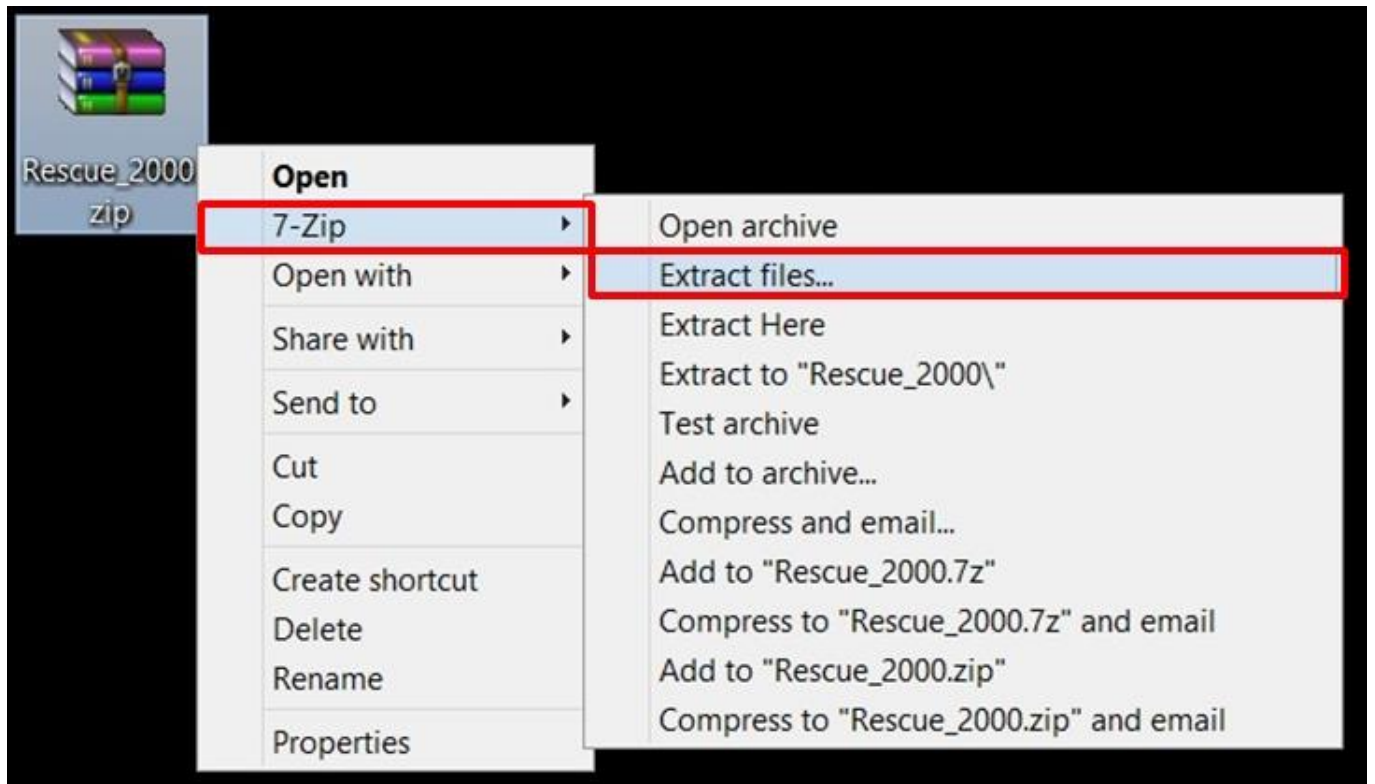 Rescue_2000
zip
Open
7-Zip
Open with
Share with
Send to
Cut
Copy
Create shortcut
Delete
Rename
Properties
Open archive
Extract files...
Extract Here
Extract to "Rescue_2000\"
Test archive
Add to archive...
Compress and email...
Add to "Rescue_2000.7z"
Compress to "Rescue_2000.7z" and email
Add to "Rescue_2000.zip"
Compress to "Rescue_2000.zip" and email